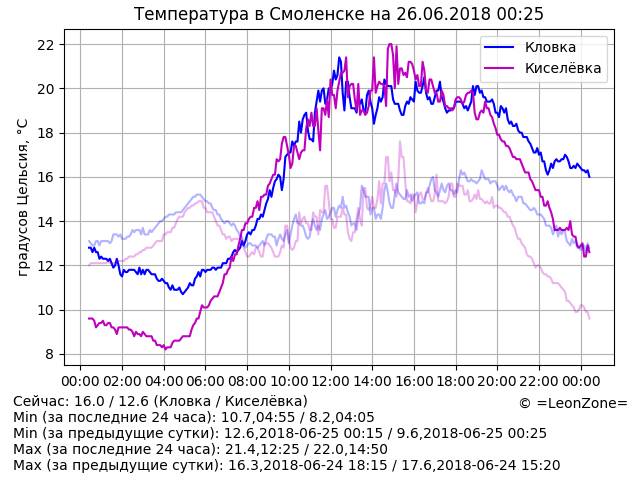 Температура в Смоленске на 26.06.2018 00:25
градусов Цельсия, °C
22
20
18
16
14
12
10
8
Кловка
Киселёвка
00:00 02:00 04:00 06:00 08:00 10:00 12:00 14:00 16:00 18:00 20:00 22:00 00:00
Сейчас: 16.0 / 12.6 (Кловка / Киселёвка)
© =LeonZone=
Min (за последние 24 часа): 10.7,04:55 / 8.2,04:05
Min (за предыдущие сутки): 12.6,2018-06-25 00:15 / 9.6,2018-06-25 00:25
Max (за последние 24 часа): 21.4,12:25 / 22.0,14:50
Max (за предыдущие сутки): 16.3,2018-06-24 18:15 / 17.6,2018-06-24 15:20